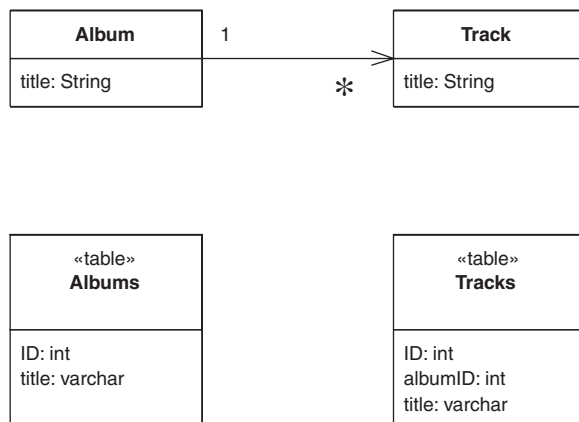 Album
1
Track
title: String
*
title: String
«table»
Albums
«table»
Tracks
ID: int
title: varchar
ID: int
albumID: int
title: varchar